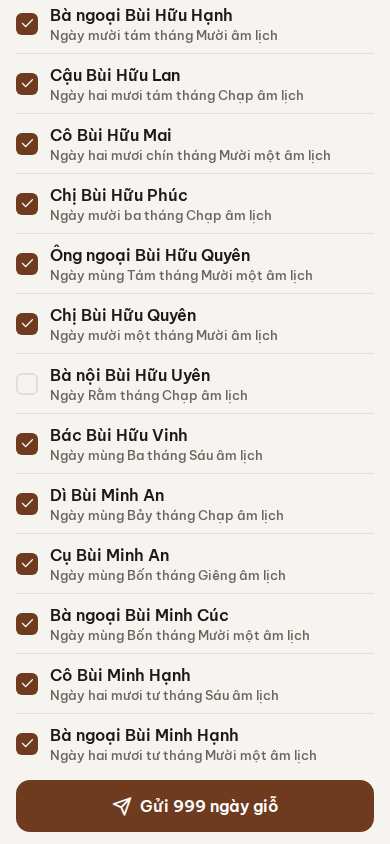 Bà ngoại Bùi Hữu Hạnh
Ngày mười tám tháng Mười âm lịch
Cậu Bùi Hữu Lan
Ngày hai mươi tám tháng Chạp âm lịch
Cô Bùi Hữu Mai
Ngày hai mươi chín tháng Mười một âm lịch
Chị Bùi Hữu Phúc
Ngày mười ba tháng Chạp âm lịch
Ông ngoại Bùi Hữu Quyên
Ngày mùng Tám tháng Mười một âm lịch
Chị Bùi Hữu Quyên
Ngày mười một tháng Mười âm lịch
Bà nội Bùi Hữu Uyên
Ngày Rằm tháng Chạp âm lịch
Bác Bùi Hữu Vinh
Ngày mùng Ba tháng Sáu âm lịch
Dì Bùi Minh An
Ngày mùng Bảy tháng Chạp âm lịch
Cụ Bùi Minh An
Ngày mùng Bốn tháng Giêng âm lịch
Bà ngoại Bùi Minh Cúc
Ngày mùng Bốn tháng Mười một âm lịch
Cô Bùi Minh Hạnh
Ngày hai mươi tư tháng Sáu âm lịch
Bà ngoại Bùi Minh Hạnh
Ngày hai mươi tư tháng Mười một âm lịch
Gửi 999 ngày giỗ